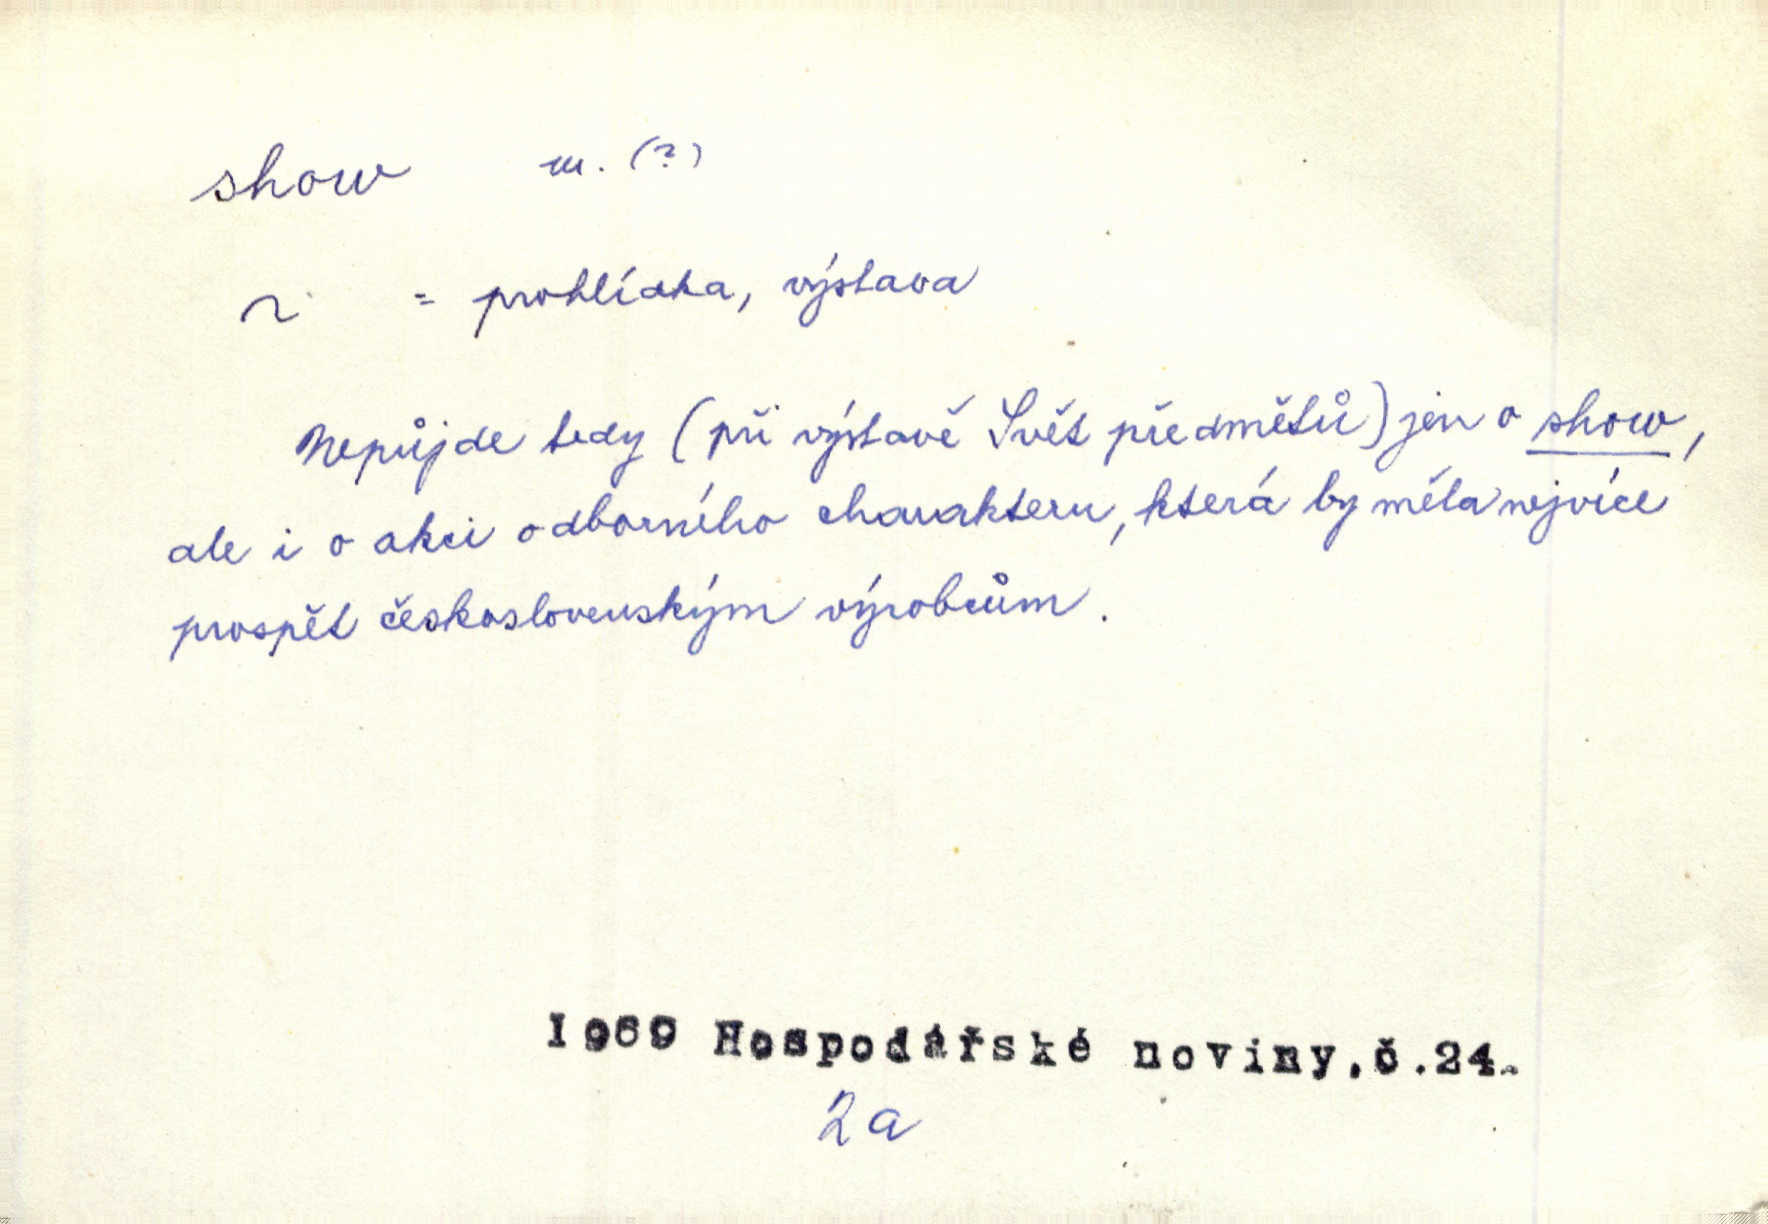 show m. (?)
~ = prohlídka, výstava
Nepůjde tedy (při výstavě Svět předmětů) jen o show,
ale i o akci odborného charakteru, která by měla nejvíce
prospět československým výrobcům.
1969 Hospodářské noviny,č.24.
2a